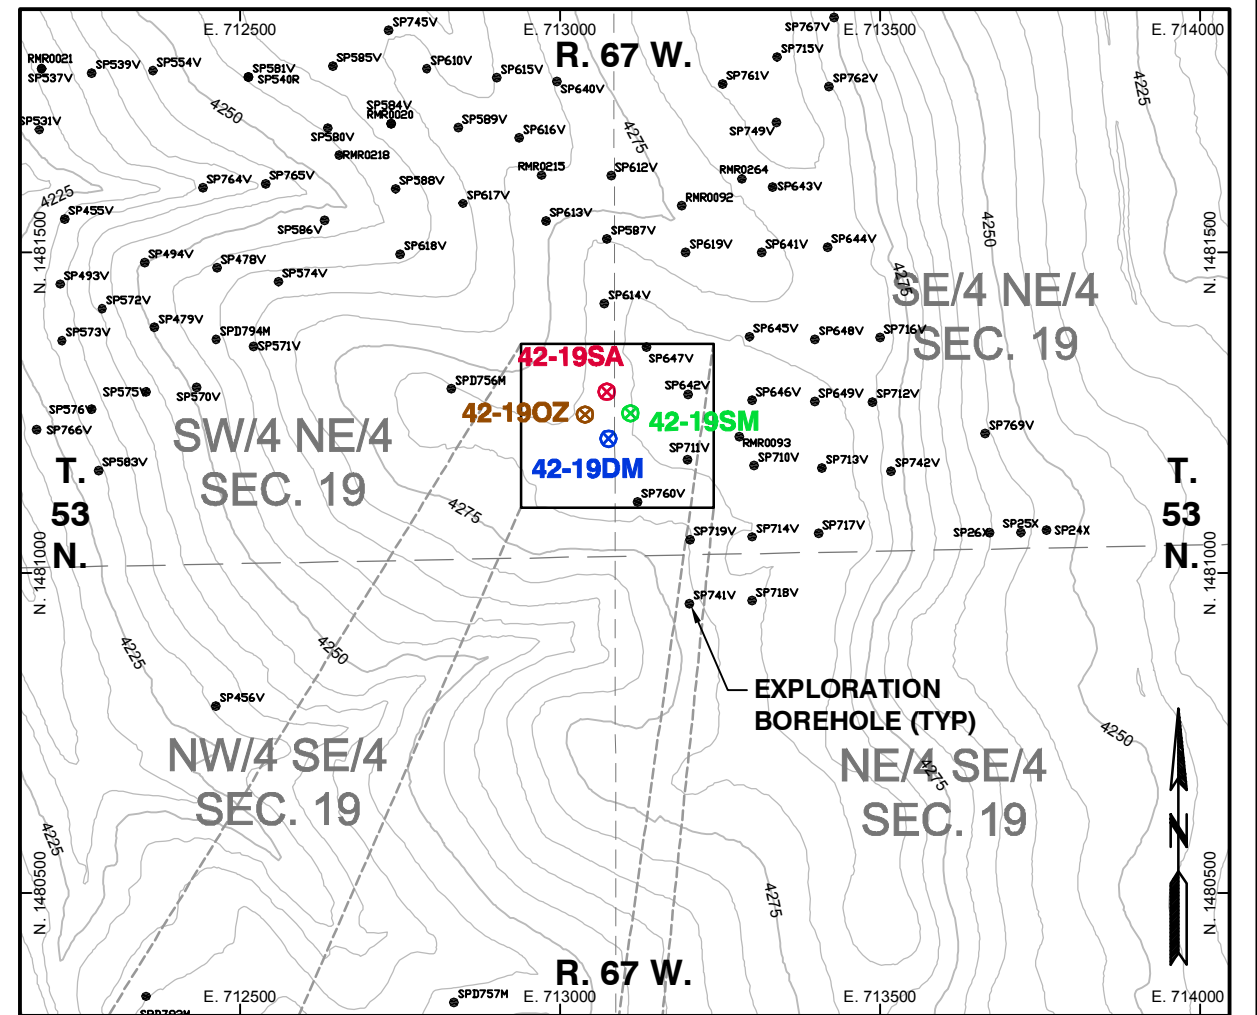 E. 712500
E. 713000
E. 713500
E. 714000
R. 67 W.
SP745V
SP767V
SP715V
RMR0021
SP537V
SP539V
SP554V
SP581V
SP540R
SP585V
SP610V
SP615V
SP640V
SP761V
SP762V
4225
4250
SP584V
RMR0020
SP531V
SP580V
SP589V
SP616V
4275
SP749V
RMR0218
RMR0215
SP612V
RMR0264
SP643V
SP764V
SP765V
SP588V
4225
SP617V
RMR0092
SP455V
SP586V
SP613V
4250
N. 1481500
N. 1481500
SP618V
SP587V
SP619V
SP641V
SP644V
SP494V
SP478V
SP493V
SP574V
4275
SE/4 NE/4
SEC. 19
SP572V
SP614V
SP573V
SP479V
SPD794M
SP571V
SP645V
SP648V
SP716V
42-19SA
SP647V
SP575V
SP570V
SPD756M
SP642V
SP646V
SP649V
SP712V
SP576V
42-19OZ
42-19SM
SP766V
SW/4 NE/4
SEC. 19
SP769V
RMR0093
SP583V
42-19DM
SP711V
SP710V
SP713V
SP742V
T.
53
N.
T.
53
N.
4275
SP760V
SP719V
SP714V
SP717V
SP26X
SP25X
SP24X
N. 1481000
N. 1481000
SP741V
SP718V
4225
4250
EXPLORATION
BOREHOLE (TYP)
SP456V
4250
NW/4 SE/4
SEC. 19
NE/4 SE/4
SEC. 19
4275
4225
N
N. 1480500
N. 1480500
4275
R. 67 W.
SPD757M
E. 712500
E. 713000
E. 713500
E. 714000
SPD793M